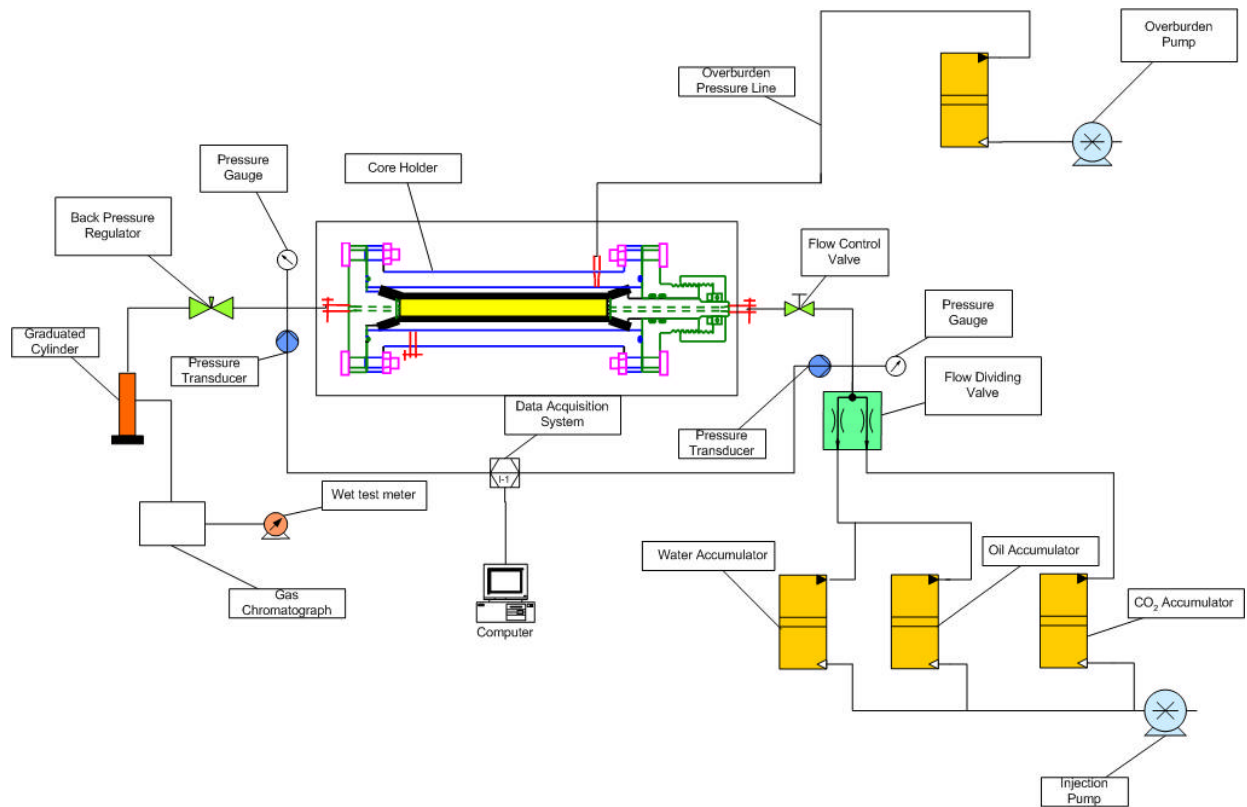 Overburden
Pump
Overburden
Pressure Line
Pressure
Gauge
Core Holder
Back Pressure
Regulator
Flow Control
Valve
Pressure
Gauge
Graduated
Cylinder
Pressure
Transducer
Flow Dividing
Valve
Data Acquisition
System
Pressure
Transducer
I-1
Wet test meter
Water Accumulator
Oil Accumulator
Gas
Chromatograph
Computer
CO₂ Accumulator
Injection
Pump